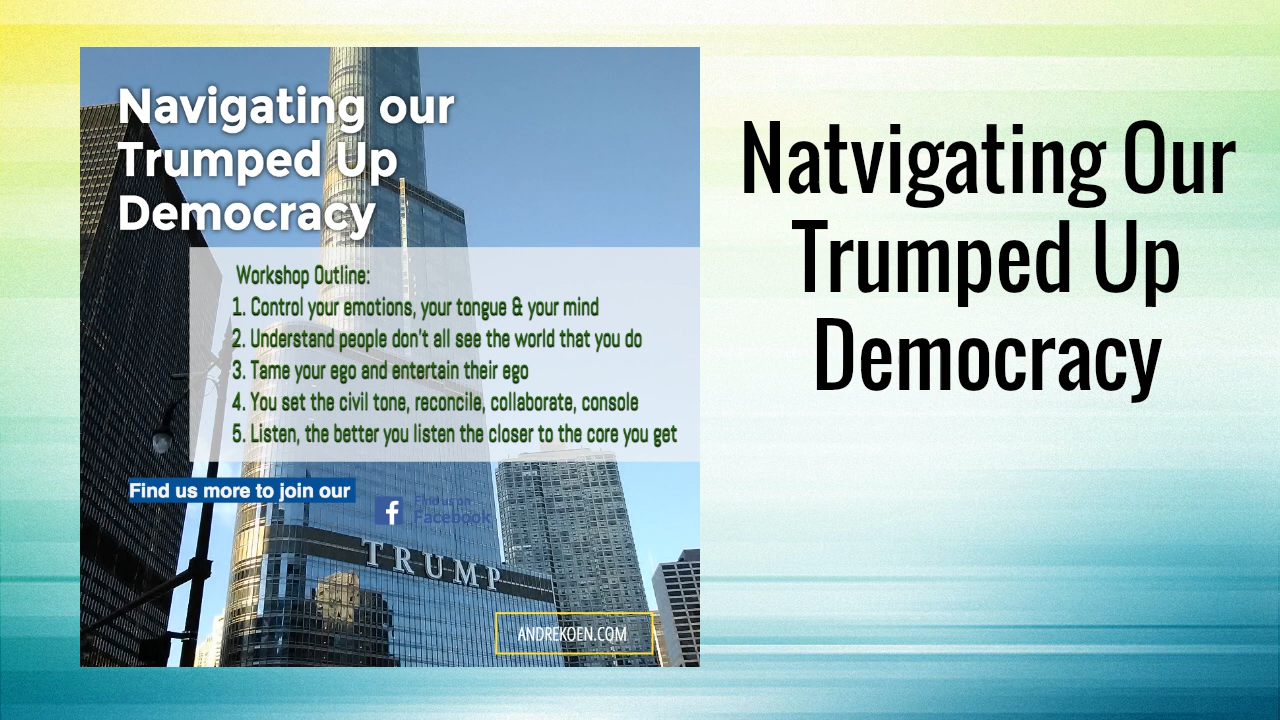 Navigating our
Trumped Up
Democracy
Workshop Outline:
1. Control your emotions, your tongue & your mind
2. Understand people don't all see the world that you do
3. Tame your ego and entertain their ego
4. You set the civil tone, reconcile, collaborate, console
5. Listen, the better you listen the closer to the core you get
Find us more to join our
f Find us on
Facebook
TRUMP
ANDREKOEN.COM
Natvigating Our
Trumped Up
Democracy